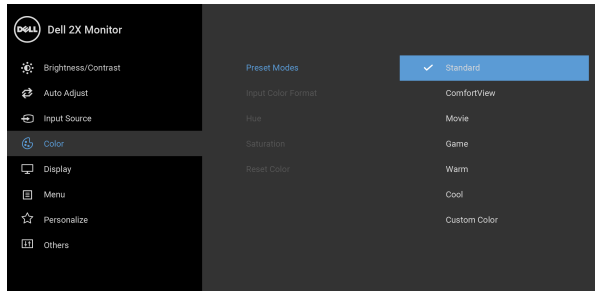 DELL Dell 2X Monitor
Brightness/Contrast Preset Modes Standard
Auto Adjust Input Color Format ComfortView
Input Source Hue Movie
Color Saturation Game
Display Reset Color Warm
Menu Cool
Personalize Custom Color
Others